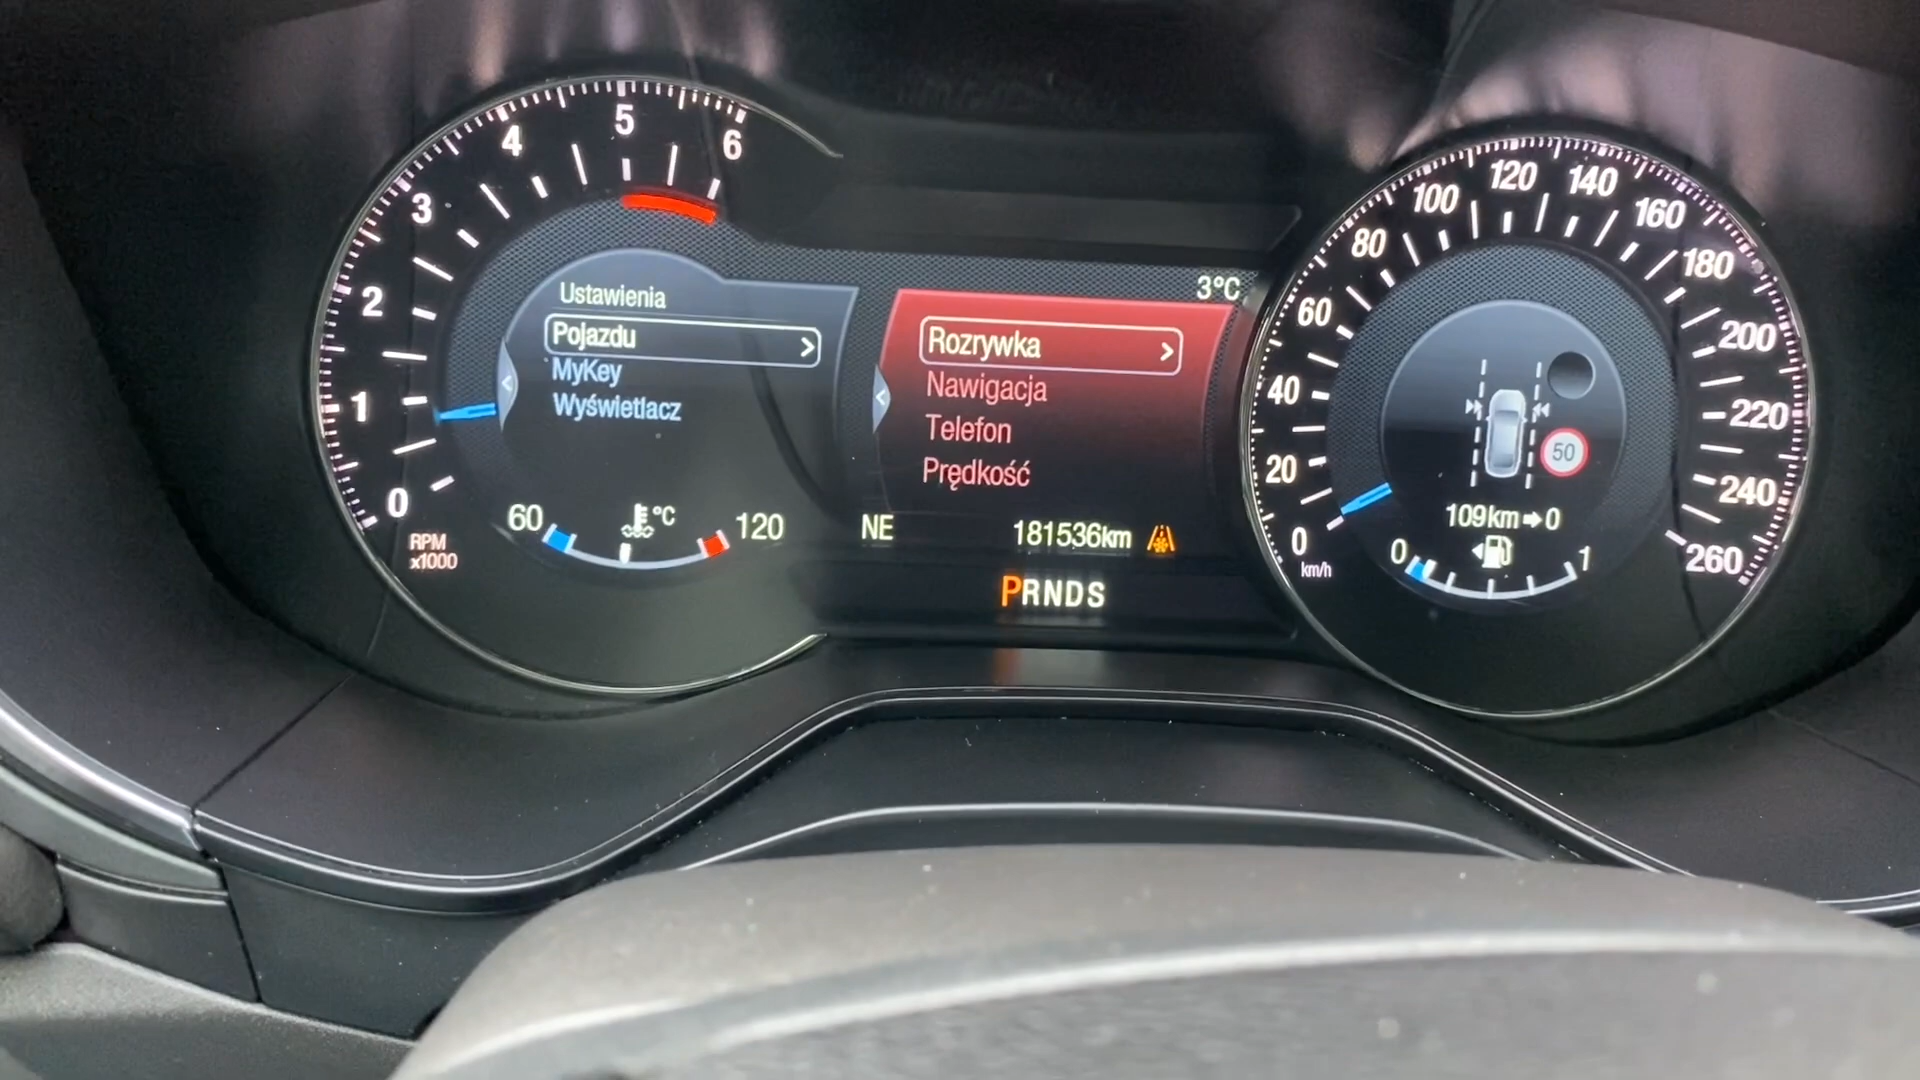 0
1
2
3
4
5
6
RPM
x1000
Ustawienia
Pojazdu >
MyKey
Wyświetlacz
60
°C
120
3°C
Rozrywka >
Nawigacja
Telefon
Prędkość
NE
181536km
PRNDS
0
20
40
60
80
100
120
140
160
180
200
220
240
260
km/h
50
109km➔0
0
1